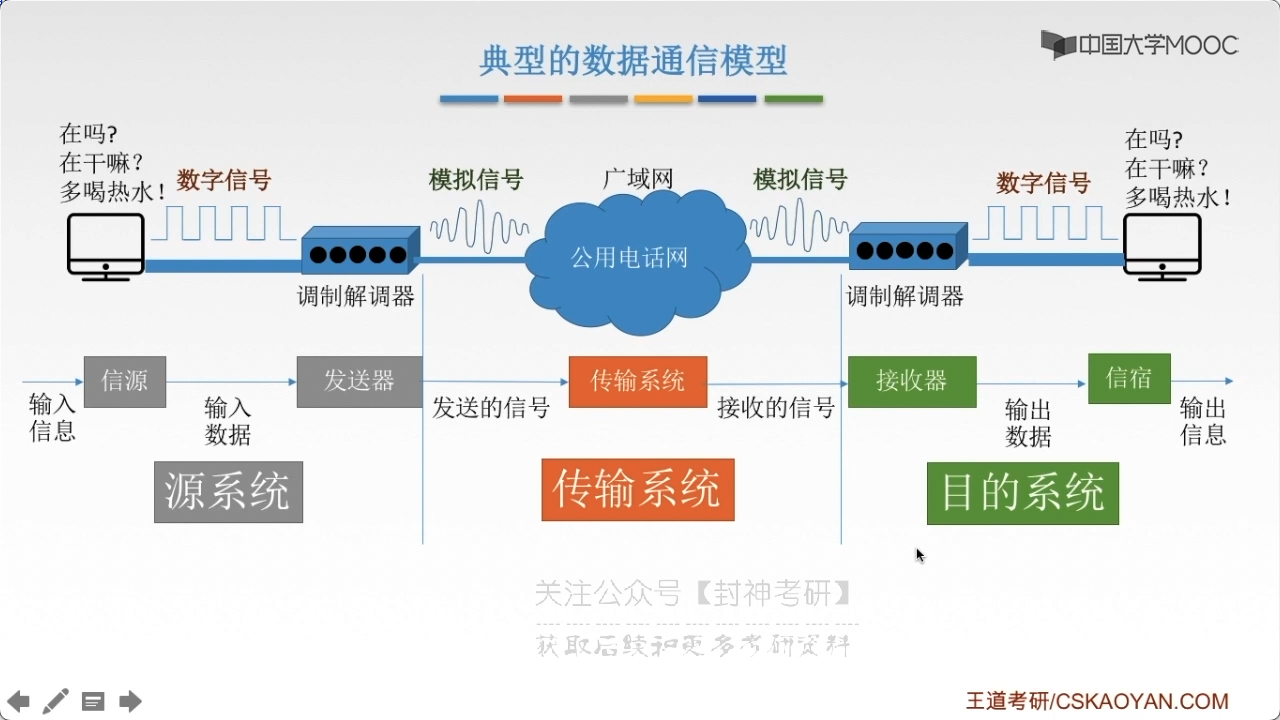 典型的数据通信模型
中国大学MOOC
在吗?
在干嘛?
多喝热水!
数字信号
模拟信号
广域网
模拟信号
数字信号
在吗?
在干嘛?
多喝热水!
公用电话网
调制解调器
调制解调器
信源
发送器
传输系统
接收器
信宿
输入
信息
输入
数据
发送的信号
接收的信号
输出
数据
输出
信息
源系统
传输系统
目的系统
关注公众号【封神考研】
获取后续和更多考研资料
王道考研/CSKAOYAN.COM